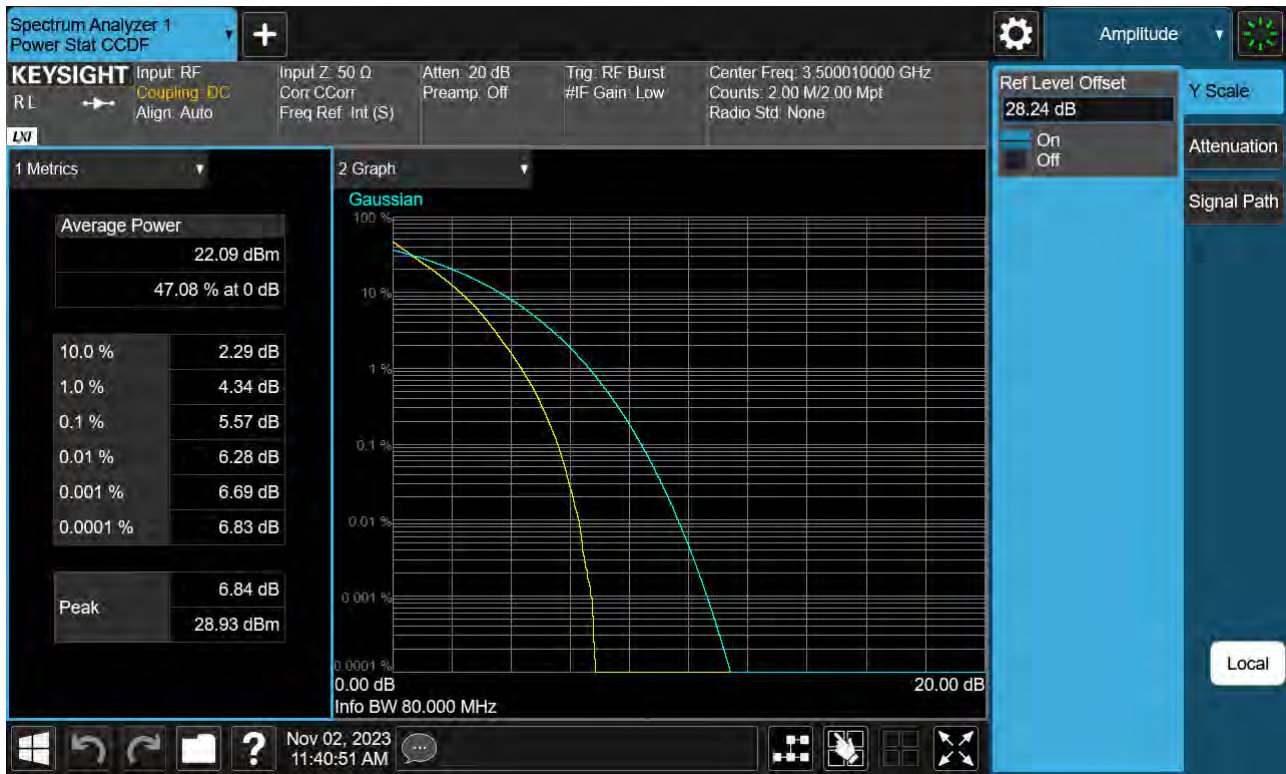 Spectrum Analyzer 1
Power Stat CCDF
+
Amplitude
KEYSIGHT
RL
LXI
Input: RF
Coupling: DC
Align: Auto
Input Z: 50 Ω
Corr CCorr
Freq Ref: Int (S)
Atten: 20 dB
Preamp: Off
Trig: RF Burst
#IF Gain: Low
Center Freq: 3.500010000 GHz
Counts: 2.00 M/2.00 Mpt
Radio Std: None
Ref Level Offset
28.24 dB
On
Off
Y Scale
Attenuation
Signal Path
Local
1 Metrics
Average Power
22.09 dBm
47.08 % at 0 dB
10.0 % 2.29 dB
1.0 % 4.34 dB
0.1 % 5.57 dB
0.01 % 6.28 dB
0.001 % 6.69 dB
0.0001 % 6.83 dB
Peak
6.84 dB
28.93 dBm
2 Graph
Gaussian
100 %
10 %
1 %
0.1 %
0.01 %
0.001 %
0.0001 %
0.00 dB 20.00 dB
Info BW 80.000 MHz
?
Nov 02, 2023
11:40:51 AM